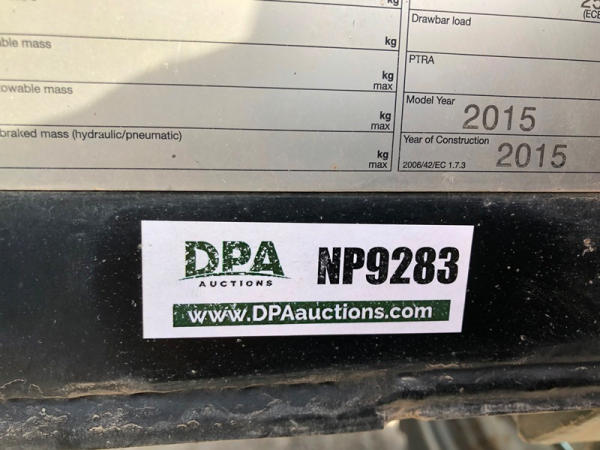 (ECE
Drawbar load
able mass
kg
PTRA
owable mass
kg
max
Model Year 2015
kg
max
braked mass (hydraulic/pneumatic)
kg
max
Year of Construction 2015
2006/42/EC 1.7.3
DPA
AUCTIONS
NP9283
www.DPAauctions.com